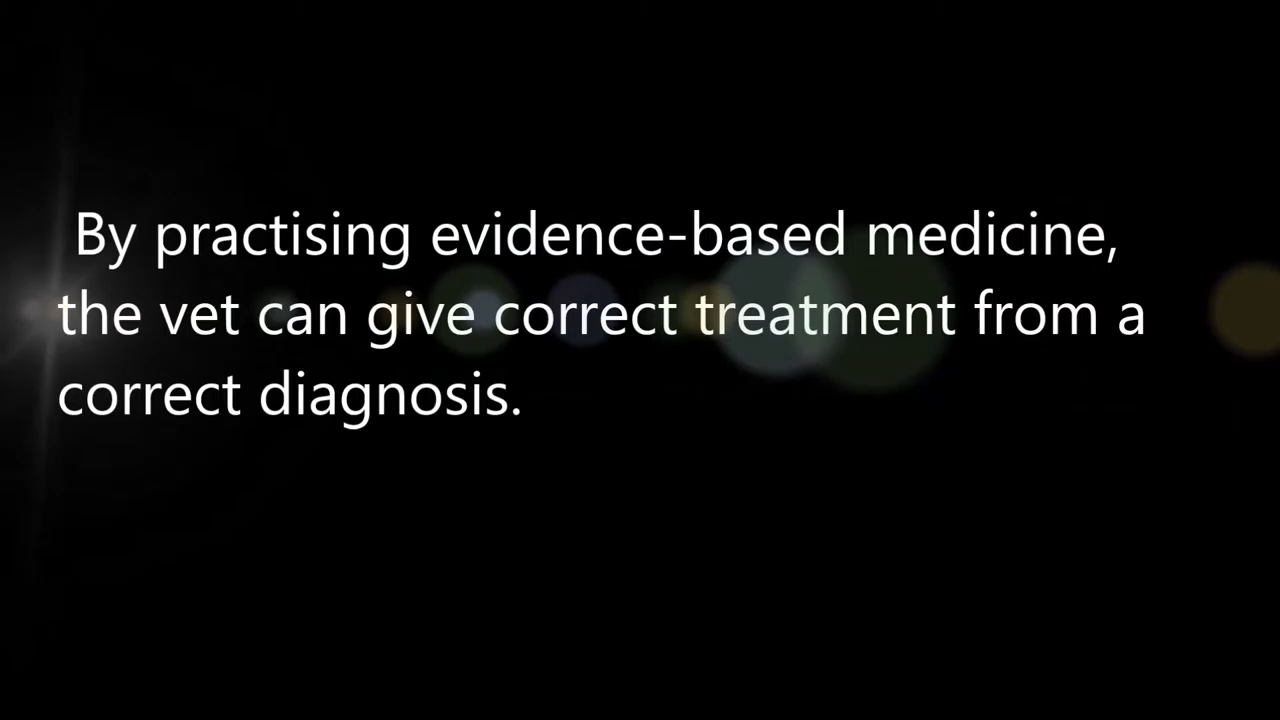 By practising evidence-based medicine,
the vet can give correct treatment from a
correct diagnosis.